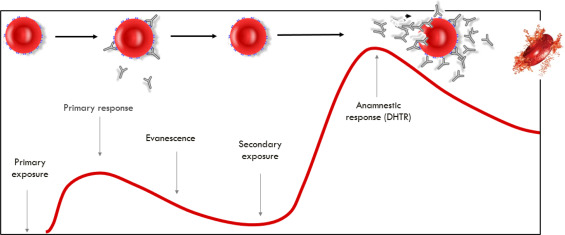 Primary response
Evanescence
Secondary
exposure
Anamnestic
response (DHTR)
Primary
exposure